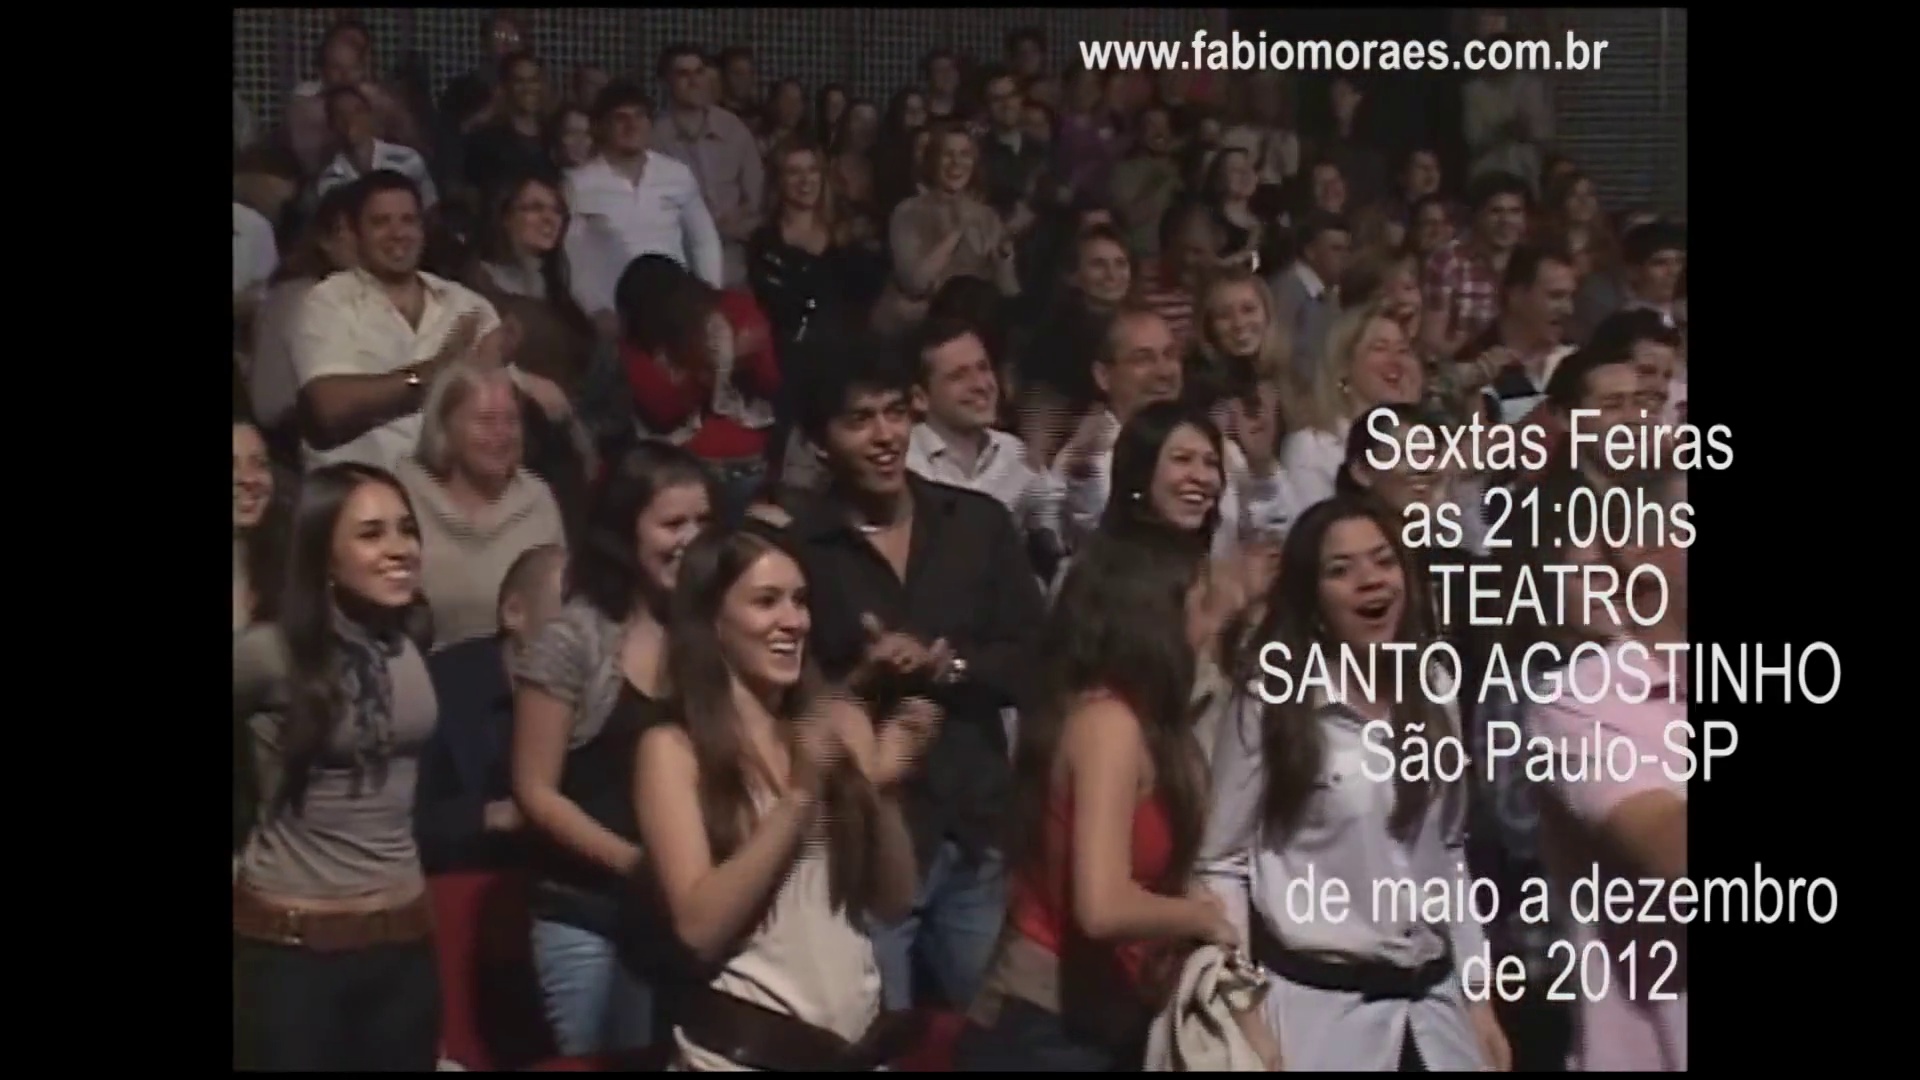 www.fabiomoraes.com.br
Sextas Feiras
as 21:00hs
TEATRO
SANTO AGOSTINHO
São Paulo-SP
de maio a dezembro
de 2012